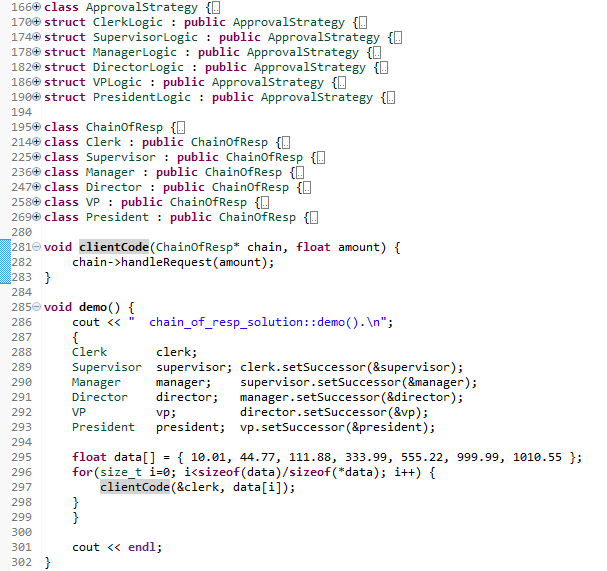 166 class ApprovalStrategy {
170 struct ClerkLogic : public ApprovalStrategy {
174 struct SupervisorLogic : public ApprovalStrategy {
178 struct ManagerLogic : public ApprovalStrategy {
182 struct DirectorLogic : public ApprovalStrategy {
186 struct VPLogic : public ApprovalStrategy {
190 struct PresidentLogic : public ApprovalStrategy {
194
195 class ChainOfResp {
214 class Clerk : public ChainOfResp {
225 class Supervisor : public ChainOfResp {
236 class Manager : public ChainOfResp {
247 class Director : public ChainOfResp {
258 class VP : public ChainOfResp {
269 class President : public ChainOfResp {
280
281 void clientCode(ChainOfResp* chain, float amount) {
282     chain->handleRequest(amount);
283 }
284
285 void demo() {
286     cout << "  chain_of_resp_solution::demo().\n";
287     {
288     Clerk       clerk;
289     Supervisor  supervisor; clerk.setSuccessor(&supervisor);
290     Manager     manager;    supervisor.setSuccessor(&manager);
291     Director    director;   manager.setSuccessor(&director);
292     VP          vp;         director.setSuccessor(&vp);
293     President   president;  vp.setSuccessor(&president);
294
295     float data[] = { 10.01, 44.77, 111.88, 333.99, 555.22, 999.99, 1010.55 };
296     for(size_t i=0; i<sizeof(data)/sizeof(*data); i++) {
297         clientCode(&clerk, data[i]);
298     }
299     }
300
301     cout << endl;
302 }